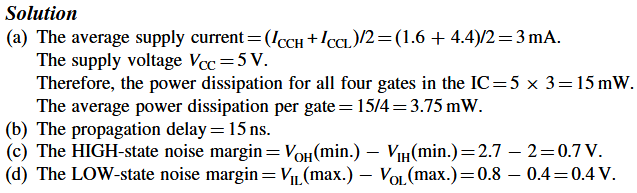 Solution
(a) The average supply current = (ICCH + ICCL)/2 = (1.6 + 4.4)/2 = 3 mA.
The supply voltage VCC = 5 V.
Therefore, the power dissipation for all four gates in the IC = 5 × 3 = 15 mW.
The average power dissipation per gate = 15/4 = 3.75 mW.
(b) The propagation delay = 15 ns.
(c) The HIGH-state noise margin = VOH(min.) − VIH(min.) = 2.7 − 2 = 0.7 V.
(d) The LOW-state noise margin = VIL(max.) − VOL(max.) = 0.8 − 0.4 = 0.4 V.